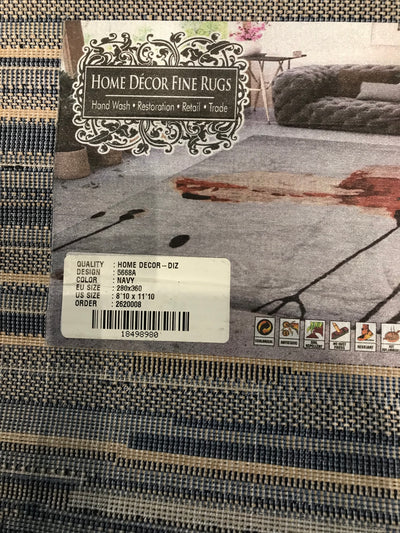 HOME DÉCOR FINE RUGS
Hand Wash • Restoration • Retail • Trade
QUALITY : HOME DECOR-DIZ
DESIGN : 5668A
COLOR : NAVY
EU SIZE : 280x360
US SIZE : 8'10 x 11'10
ORDER : 2620008
18498980